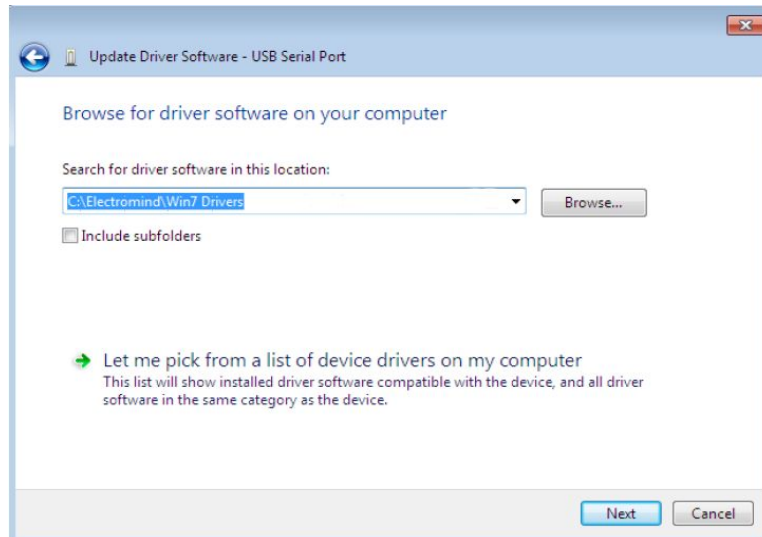 Update Driver Software - USB Serial Port
Browse for driver software on your computer
Search for driver software in this location:
C:\Electromind\Win7 Drivers
Browse...
Include subfolders
Let me pick from a list of device drivers on my computer
This list will show installed driver software compatible with the device, and all driver
software in the same category as the device.
Next
Cancel